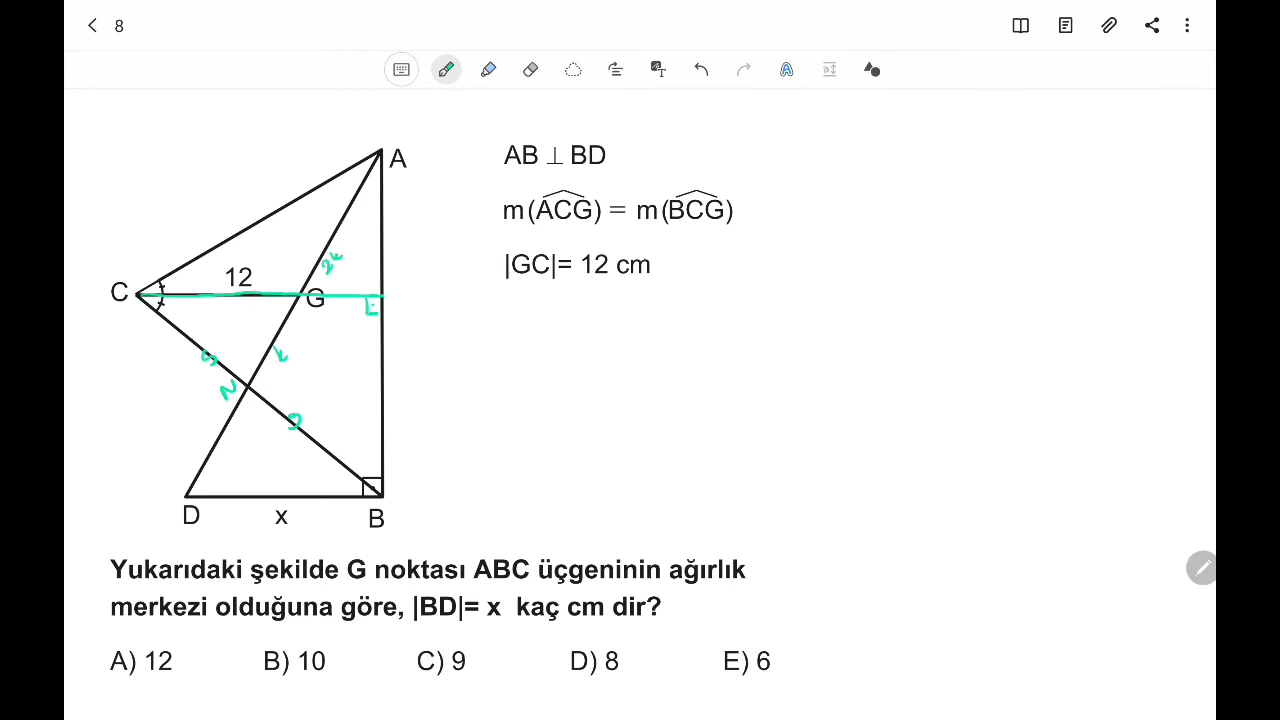 8
A
AB ⊥ BD
m(ACG) = m(BCG)
12
|GC|= 12 cm
2k
C
G
k
D
x
B
Yukarıdaki şekilde G noktası ABC üçgeninin ağırlık
merkezi olduğuna göre, |BD|= x kaç cm dir?
A) 12 B) 10 C) 9 D) 8 E) 6